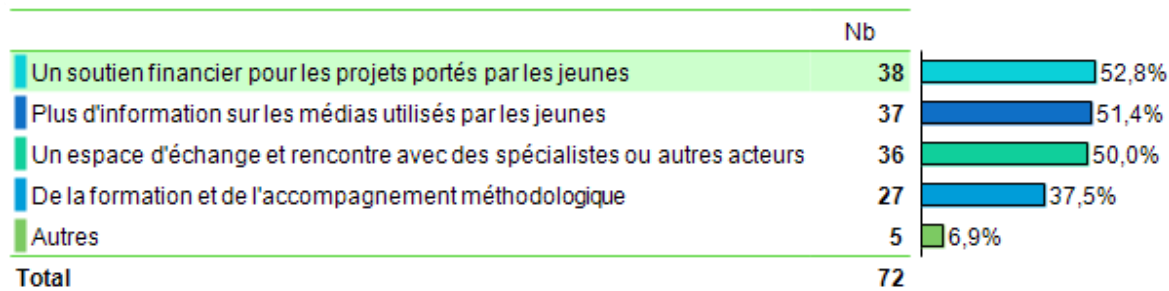 Nb
Un soutien financier pour les projets portés par les jeunes 38 52,8%
Plus d'information sur les médias utilisés par les jeunes 37 51,4%
Un espace d'échange et rencontre avec des spécialistes ou autres acteurs 36 50,0%
De la formation et de l'accompagnement méthodologique 27 37,5%
Autres 5 6,9%
Total 72